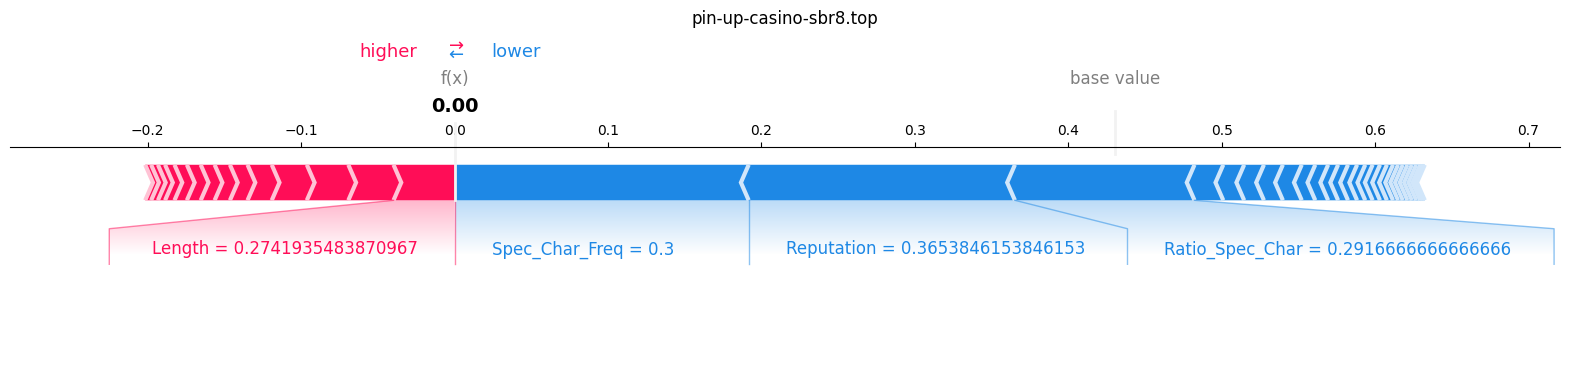 pin-up-casino-sbr8.top
higher ⇄ lower
f(x)
base value
0.00
−0.2 −0.1 0.0 0.1 0.2 0.3 0.4 0.5 0.6 0.7
Length = 0.2741935483870967
Spec_Char_Freq = 0.3
Reputation = 0.3653846153846153
Ratio_Spec_Char = 0.2916666666666666